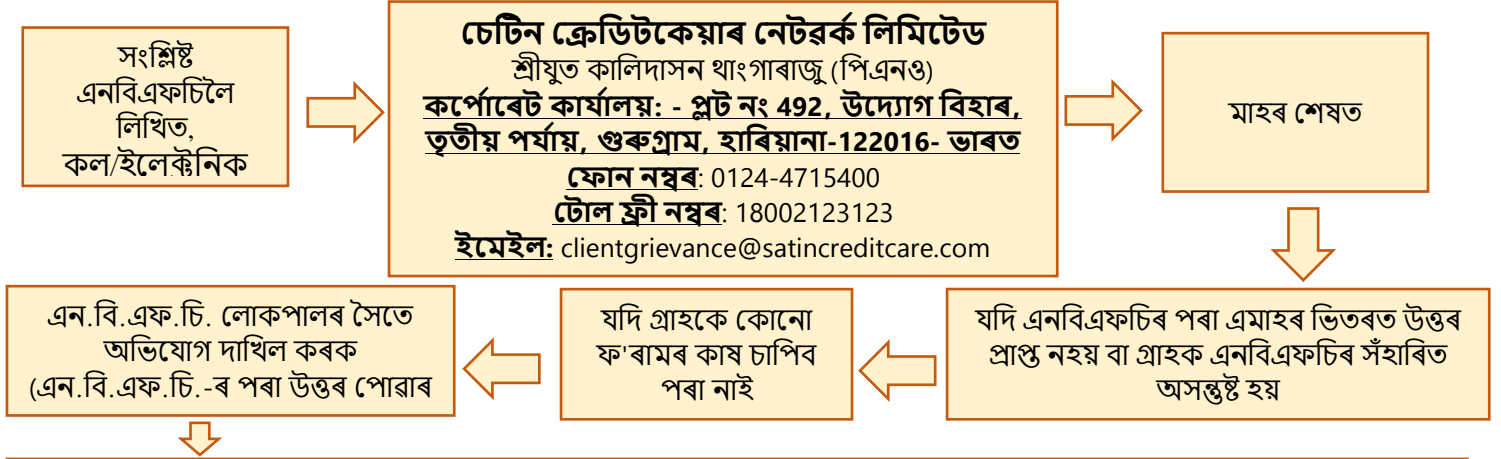 সংশ্লিষ্ট
এনবিএফচিলৈ
লিখিত,
কল/ইলেক্ট্ৰনিক
চেটিন ক্ৰেডিটকেয়াৰ নেটৱৰ্ক লিমিটেড
শ্ৰীযুত কালিদাসন থাংগাৰাজু (পিএনও)
কৰ্পোৰেট কাৰ্যালয়: - প্লট নং 492, উদ্যোগ বিহাৰ,
তৃতীয় পৰ্যায়, গুৰুগ্ৰাম, হাৰিয়ানা-122016- ভাৰত
ফোন নম্বৰ: 0124-4715400
টোল ফ্ৰী নম্বৰ: 18002123123
ইমেইল: clientgrievance@satincreditcare.com
মাহৰ শেষত
যদি এনবিএফচিৰ পৰা এমাহৰ ভিতৰত উত্তৰ
প্ৰাপ্ত নহয় বা গ্ৰাহক এনবিএফচিৰ সঁহাৰিত
অসন্তুষ্ট হয়
যদি গ্ৰাহকে কোনো
ফ'ৰামৰ কাষ চাপিব
পৰা নাই
এন.বি.এফ.চি. লোকপালৰ সৈতে
অভিযোগ দাখিল কৰক
(এন.বি.এফ.চি.-ৰ পৰা উত্তৰ পোৱাৰ